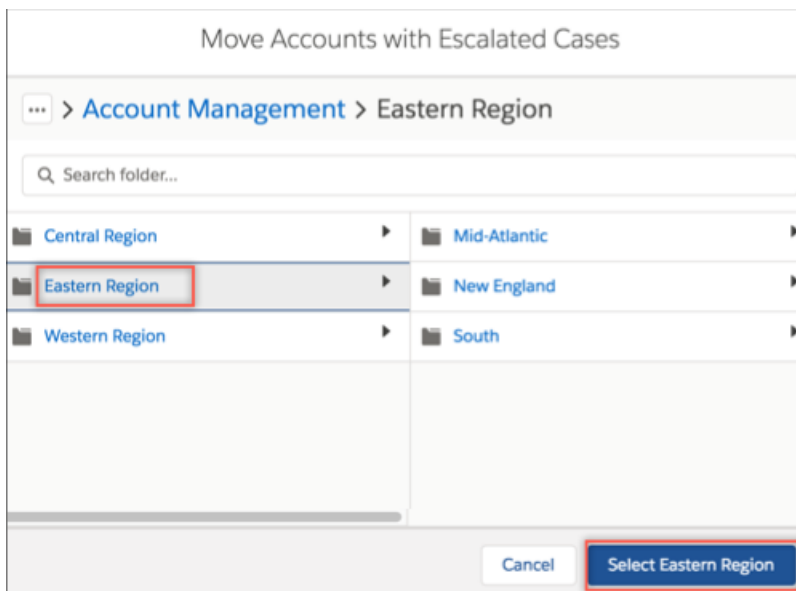 Move Accounts with Escalated Cases
... > Account Management > Eastern Region
Search folder...
Central Region
Mid-Atlantic
Eastern Region
New England
Western Region
South
Cancel
Select Eastern Region